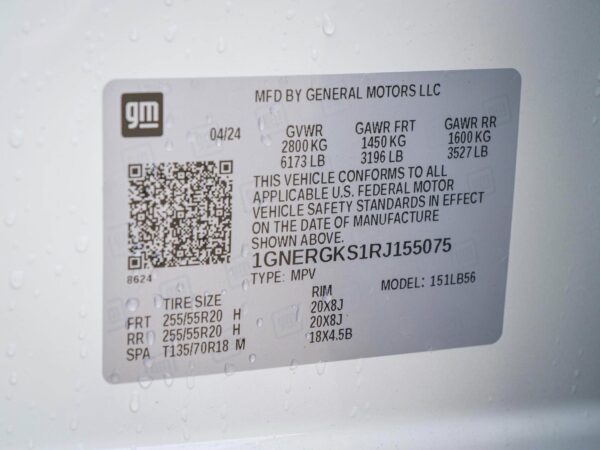 gm
MFD BY GENERAL MOTORS LLC
04/24 GVWR GAWR FRT GAWR RR
2800 KG 1450 KG 1600 KG
6173 LB 3196 LB 3527 LB
THIS VEHICLE CONFORMS TO ALL
APPLICABLE U.S. FEDERAL MOTOR
VEHICLE SAFETY STANDARDS IN EFFECT
ON THE DATE OF MANUFACTURE
SHOWN ABOVE.
8624
1GNERGKS1RJ155075
TYPE: MPV MODEL: 151LB56
TIRE SIZE RIM
FRT 255/55R20 H 20X8J
RR 255/55R20 H 20X8J
SPA T135/70R18 M 18X4.5B